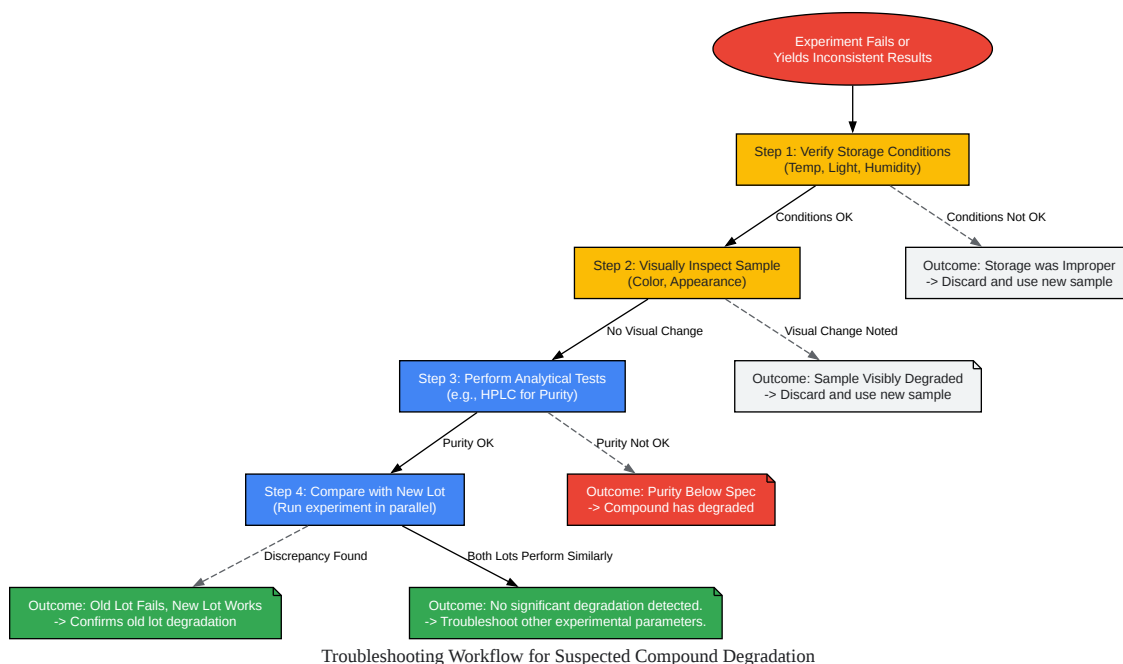 Experiment Fails or
Yields Inconsistent Results
Step 1: Verify Storage Conditions
(Temp, Light, Humidity)
Conditions OK
Conditions Not OK
Step 2: Visually Inspect Sample
(Color, Appearance)
Outcome: Storage was Improper
-> Discard and use new sample
No Visual Change
Visual Change Noted
Step 3: Perform Analytical Tests
(e.g., HPLC for Purity)
Outcome: Sample Visibly Degraded
-> Discard and use new sample
Purity OK
Purity Not OK
Step 4: Compare with New Lot
(Run experiment in parallel)
Outcome: Purity Below Spec
-> Compound has degraded
Discrepancy Found
Both Lots Perform Similarly
Outcome: Old Lot Fails, New Lot Works
-> Confirms old lot degradation
Outcome: No significant degradation detected.
-> Troubleshoot other experimental parameters.
Troubleshooting Workflow for Suspected Compound Degradation